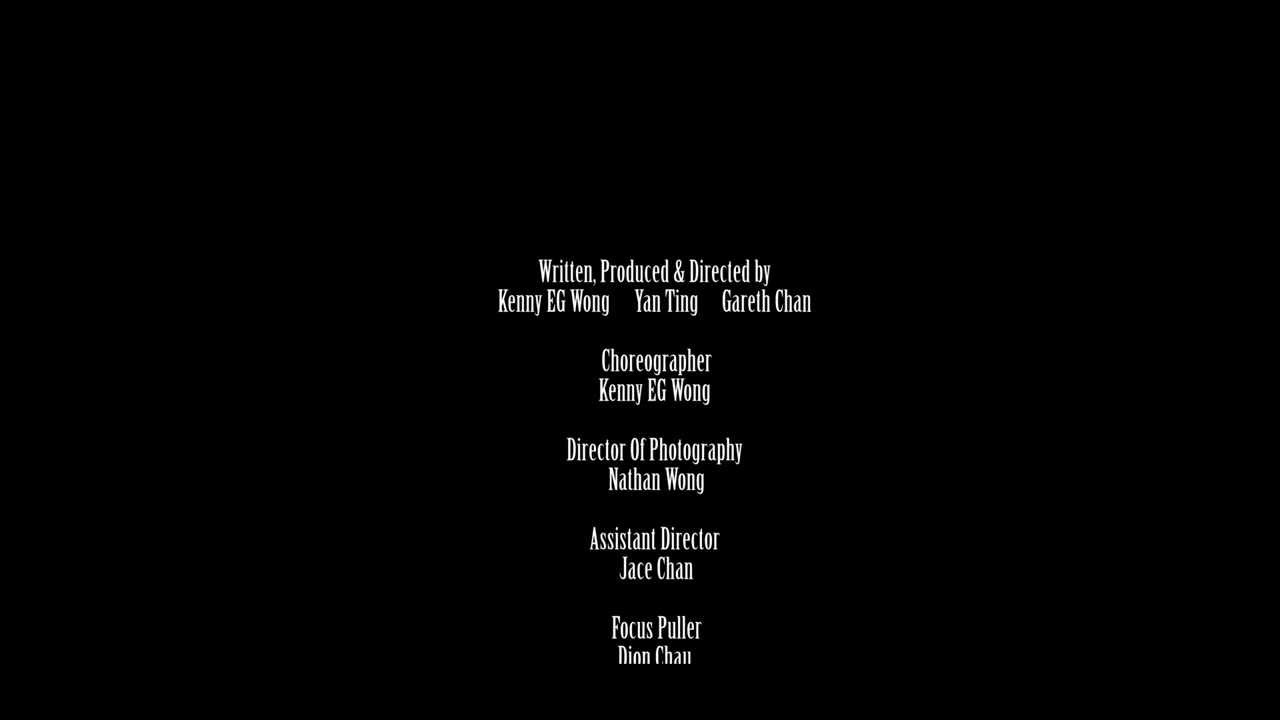 Written, Produced & Directed by
Kenny EG Wong Yan Ting Gareth Chan
Choreographer
Kenny EG Wong
Director Of Photography
Nathan Wong
Assistant Director
Jace Chan
Focus Puller
Dion Chau